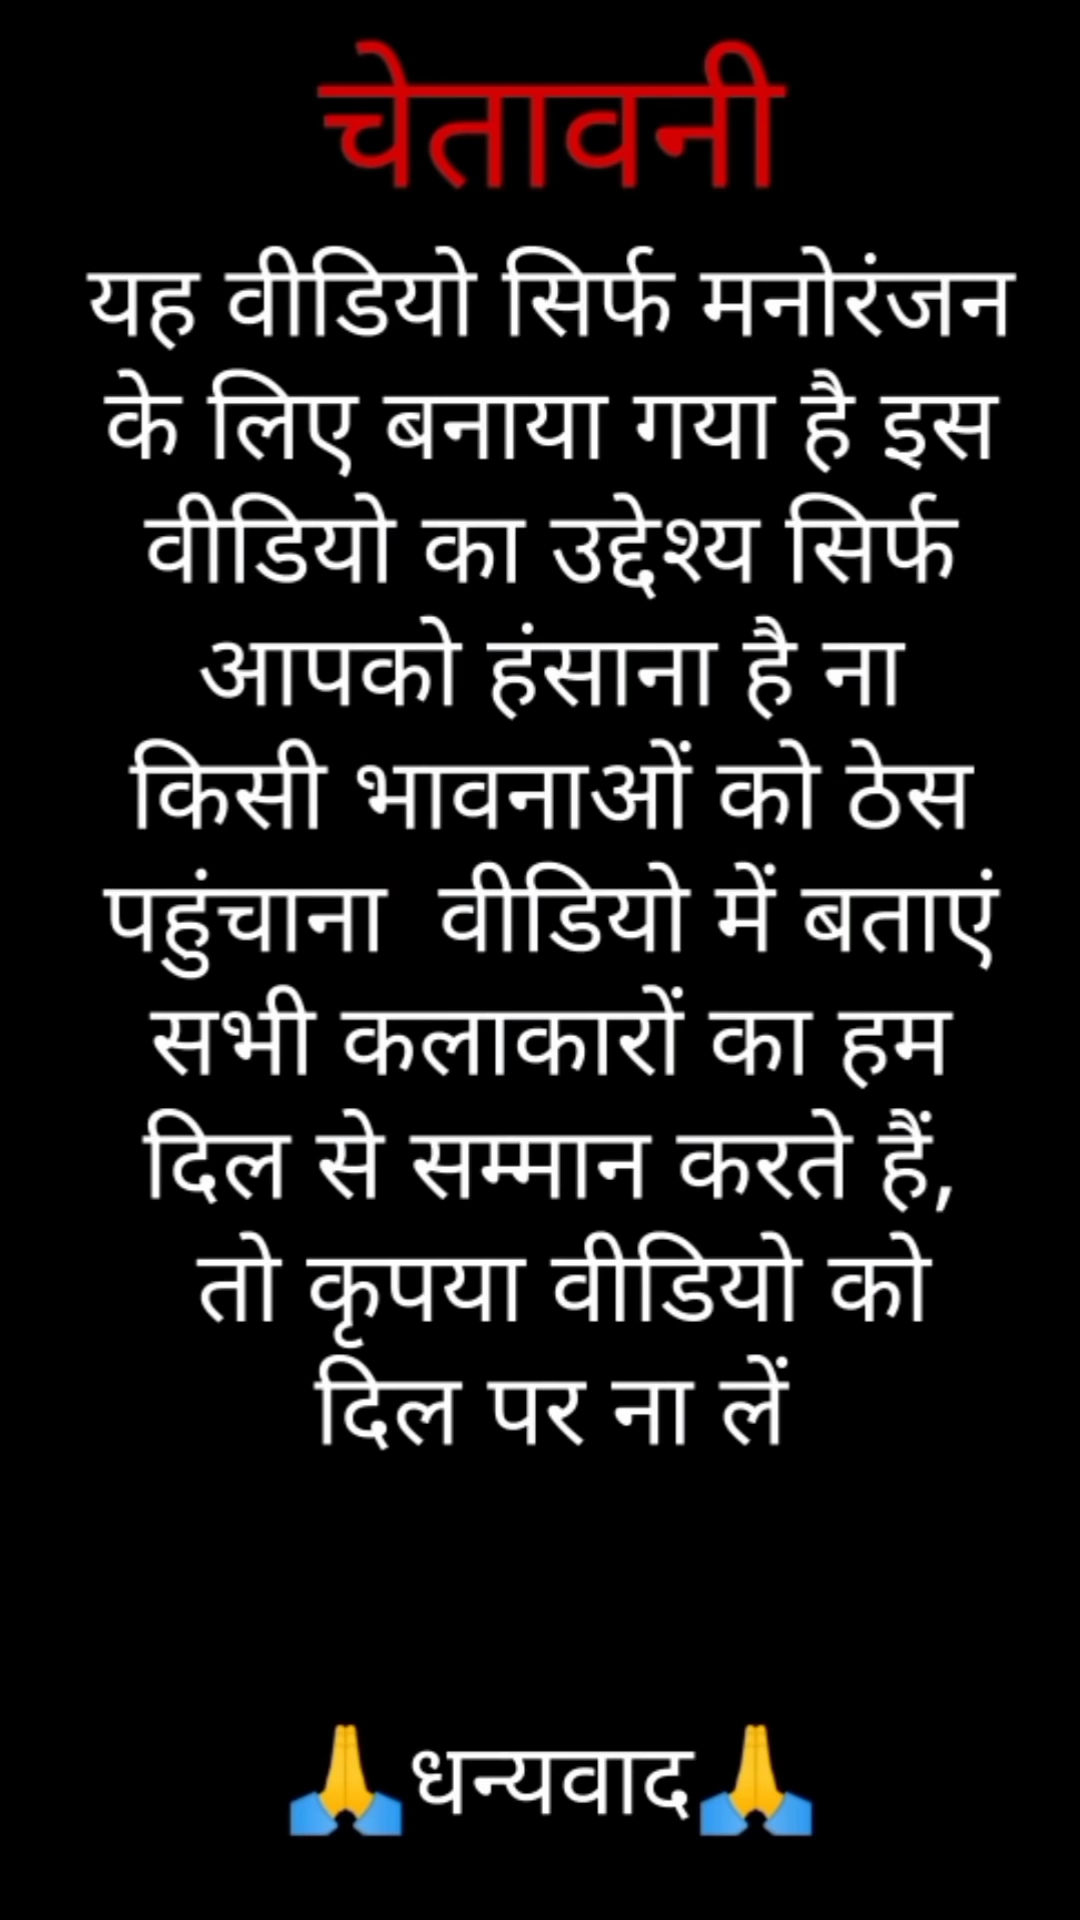 चेतावनी
यह वीडियो सिर्फ मनोरंजन
के लिए बनाया गया है इस
वीडियो का उद्देश्य सिर्फ
आपको हंसाना है ना
किसी भावनाओं को ठेस
पहुंचाना  वीडियो में बताएं
सभी कलाकारों का हम
दिल से सम्मान करते हैं,
तो कृपया वीडियो को
दिल पर ना लें
🙏धन्यवाद🙏